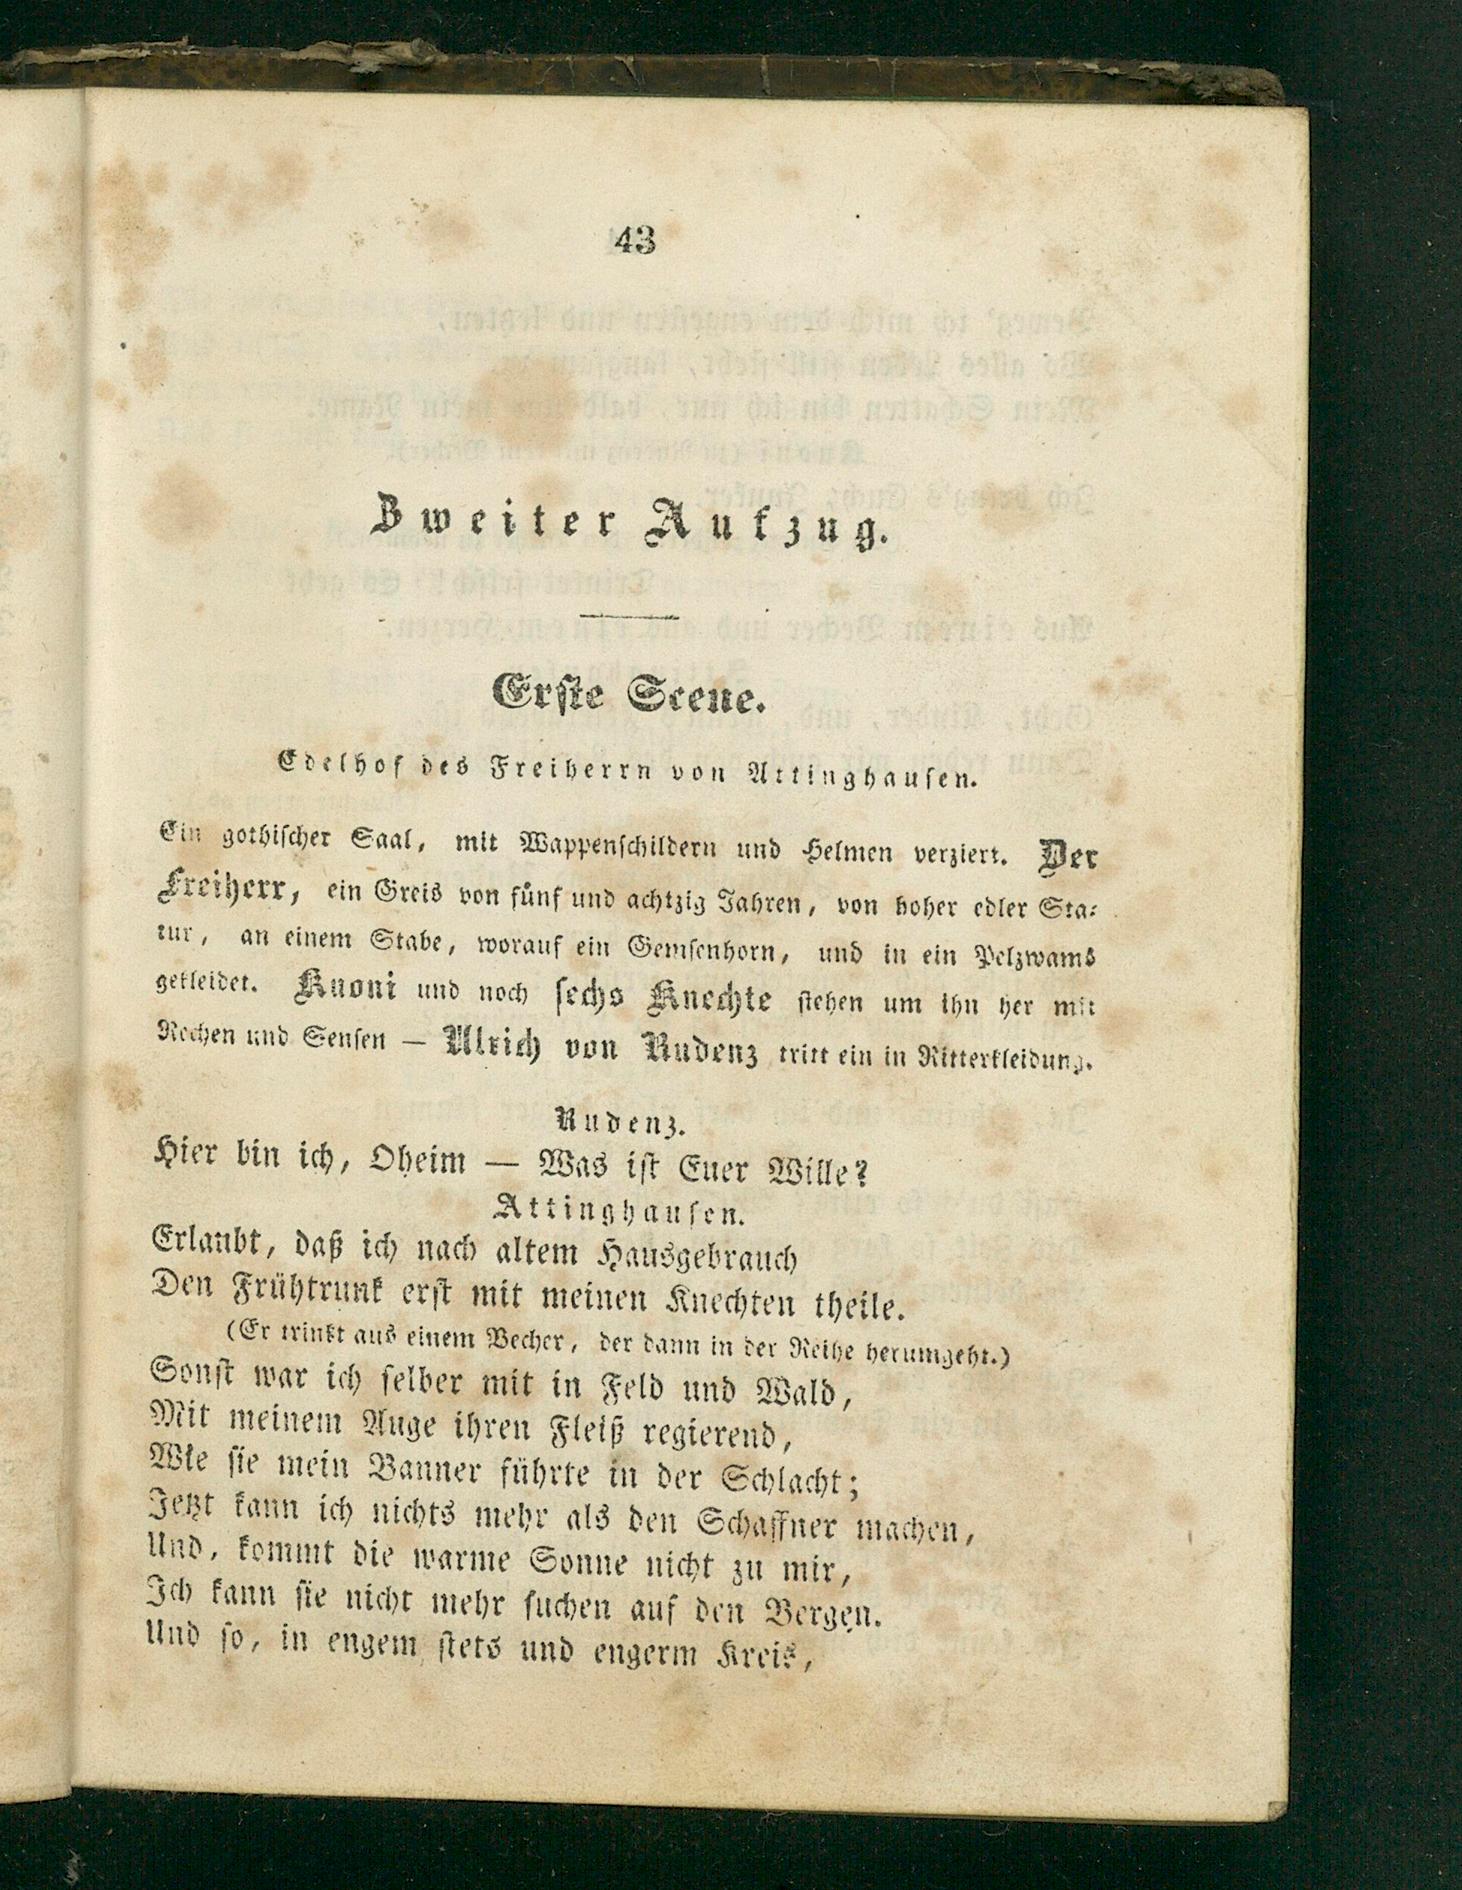 43
Zweiter Aufzug.
Erste Scene.
Edelhof des Freiherrn von Attinghausen.
Ein gothischer Saal, mit Wappenschildern und Helmen verziert. Der
Freiherr, ein Greis von fünf und achtzig Jahren, von hoher edler Sta-
tur, an einem Stabe, worauf ein Gemsenhorn, und in ein Pelzwams
gekleidet. Kuoni und noch sechs Knechte stehen um ihn her mit
Rechen und Sensen — Ulrich von Rudenz tritt ein in Ritterkleidung.
Rudenz.
Hier bin ich, Oheim — Was ist Euer Wille?
Attinghausen.
Erlaubt, daß ich nach altem Hausgebrauch
Den Frühtrunk erst mit meinen Knechten theile.
(Er trinkt aus einem Becher, der dann in der Reihe herumgeht.)
Sonst war ich selber mit in Feld und Wald,
Mit meinem Auge ihren Fleiß regierend,
Wie sie mein Banner führte in der Schlacht;
Jetzt kann ich nichts mehr als den Schaffner machen,
Und, kommt die warme Sonne nicht zu mir,
Ich kann sie nicht mehr suchen auf den Bergen.
Und so, in engem stets und engerm Kreis,